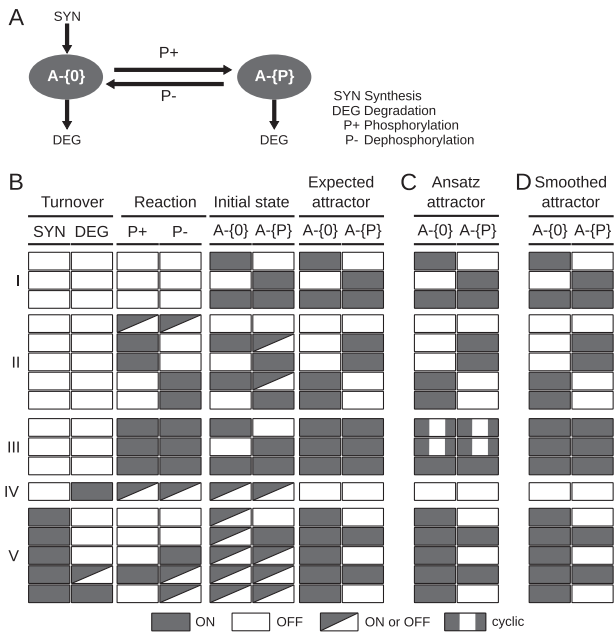 A
SYN
A-{0}
P+
P-
A-{P}
DEG
DEG
SYN Synthesis
DEG Degradation
P+ Phosphorylation
P- Dephosphorylation
B
Turnover
Reaction
Initial state
Expected
attractor
C
Ansatz
attractor
D
Smoothed
attractor
SYN DEG P+ P- A-{0} A-{P} A-{0} A-{P} A-{0} A-{P} A-{0} A-{P}
I
II
III
IV
V
ON OFF ON or OFF cyclic